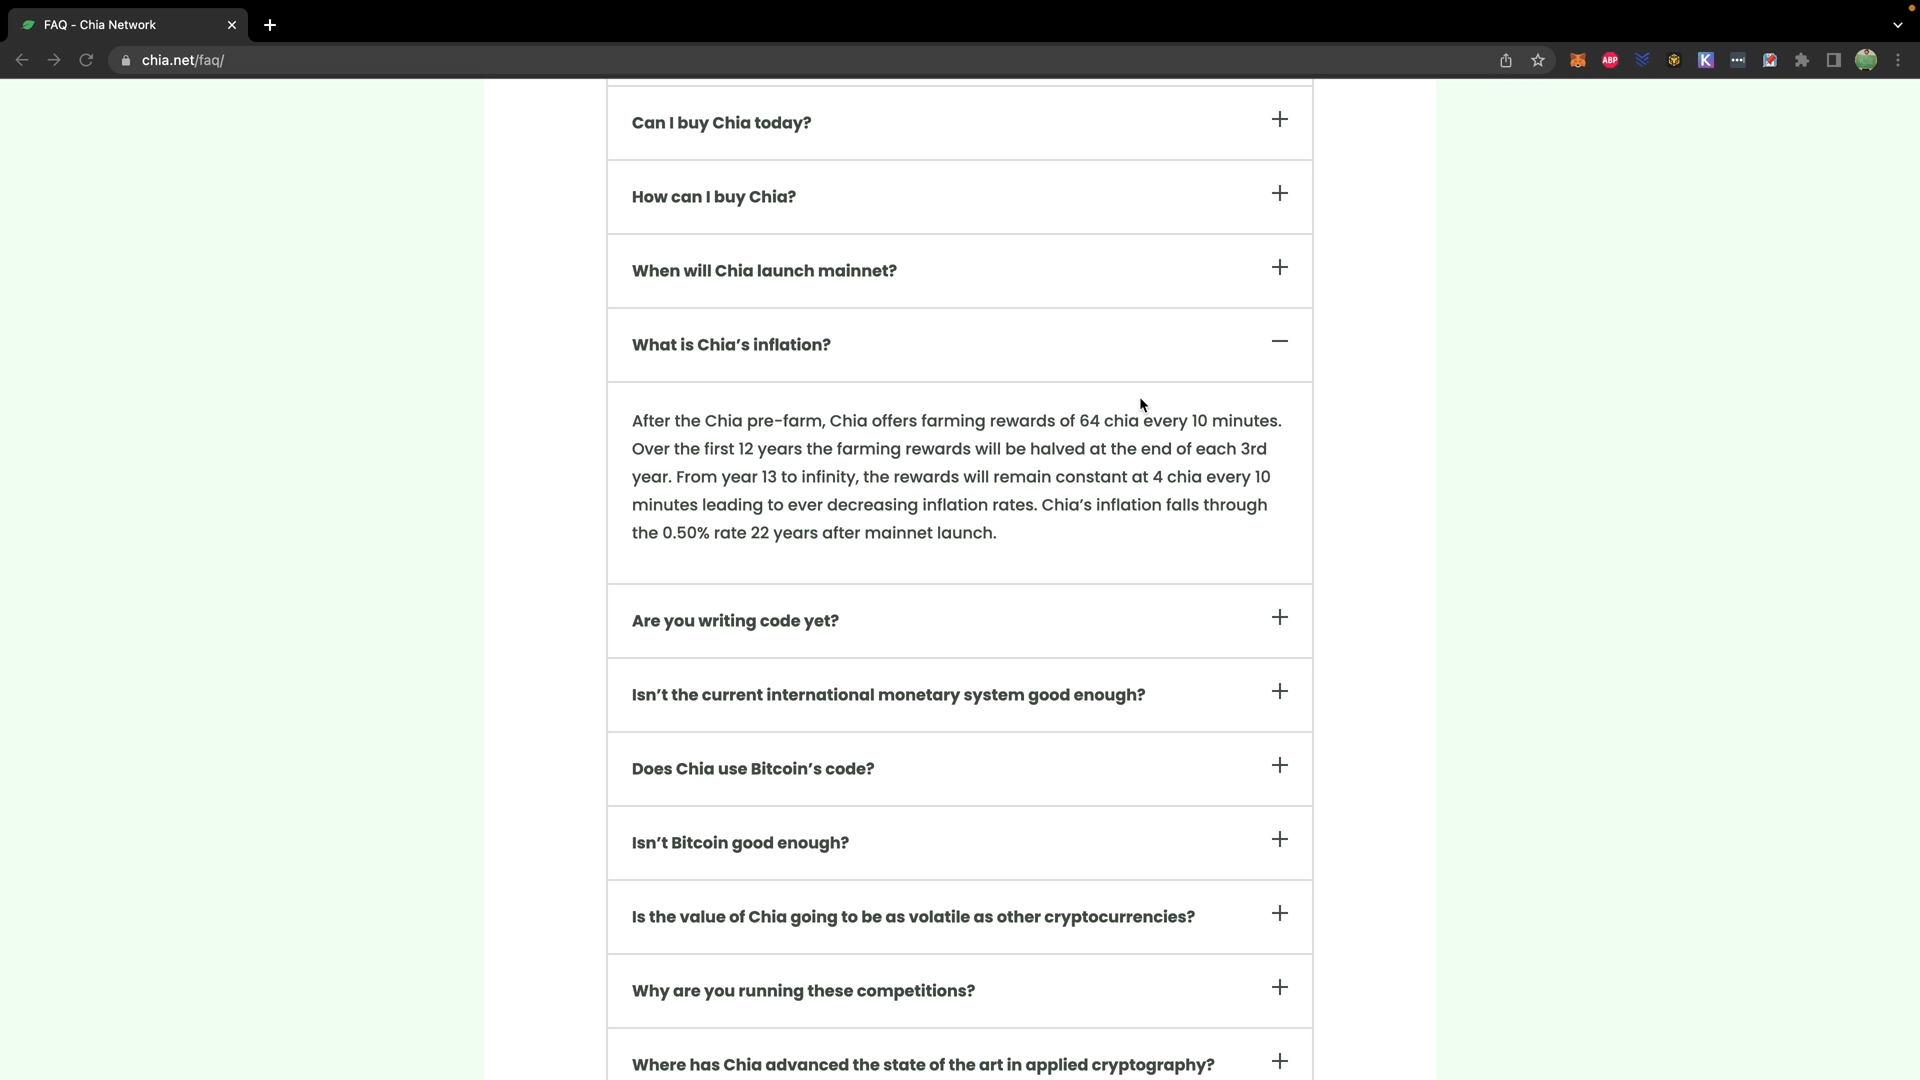 FAQ - Chia Network
chia.net/faq/
ABP
K
Can I buy Chia today?
How can I buy Chia?
When will Chia launch mainnet?
What is Chia’s inflation?
After the Chia pre-farm, Chia offers farming rewards of 64 chia every 10 minutes.
Over the first 12 years the farming rewards will be halved at the end of each 3rd
year. From year 13 to infinity, the rewards will remain constant at 4 chia every 10
minutes leading to ever decreasing inflation rates. Chia’s inflation falls through
the 0.50% rate 22 years after mainnet launch.
Are you writing code yet?
Isn’t the current international monetary system good enough?
Does Chia use Bitcoin’s code?
Isn’t Bitcoin good enough?
Is the value of Chia going to be as volatile as other cryptocurrencies?
Why are you running these competitions?
Where has Chia advanced the state of the art in applied cryptography?